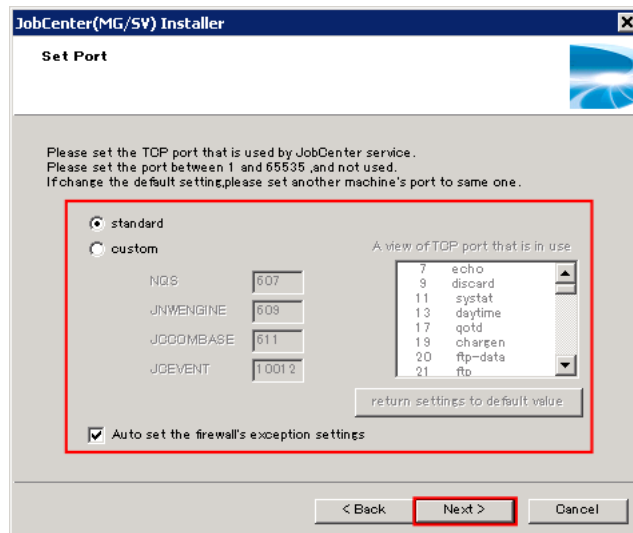 JobCenter(MG/SV) Installer
Set Port
Please set the TCP port that is used by JobCenter service.
Please set the port between 1 and 65535 ,and not used.
If change the default setting,please set another machine's port to same one.
standard
custom
A view of TCP port that is in use
NQS 607
JNWENGINE 609
JCCOMBASE 611
JCEVENT 10012
7 echo
9 discard
11 systat
13 daytime
17 qotd
19 chargen
20 ftp-data
21 ftp
return settings to default value
Auto set the firewall's exception settings
< Back
Next >
Cancel